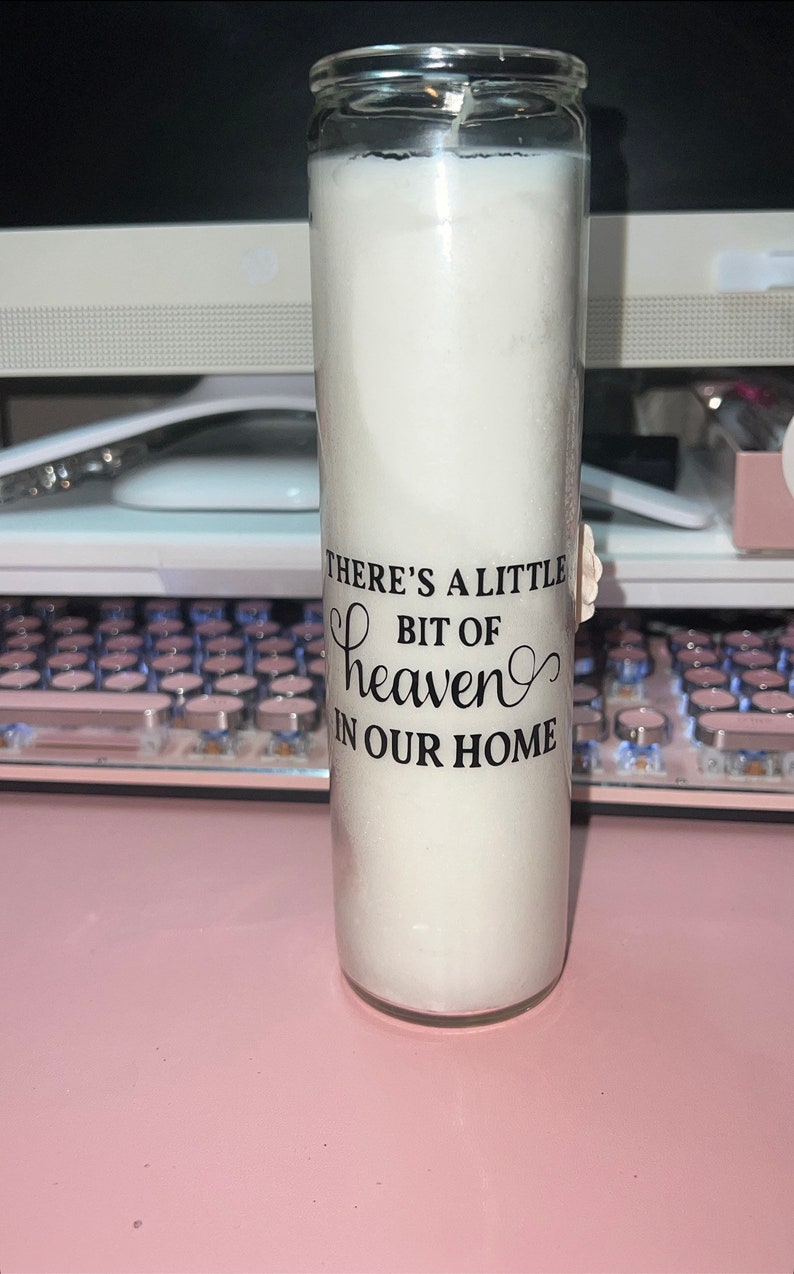 THERE'S A LITTLE
BIT OF
heaven
IN OUR HOME